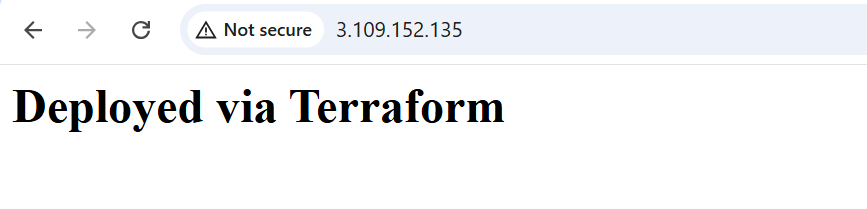 Not secure 3.109.152.135
Deployed via Terraform